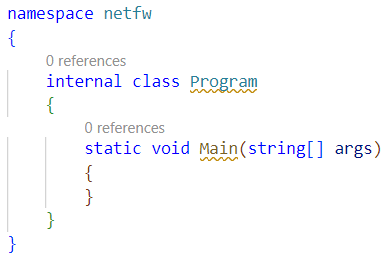 namespace netfw
{
0 references
internal class Program
{
0 references
static void Main(string[] args)
{
}
}
}